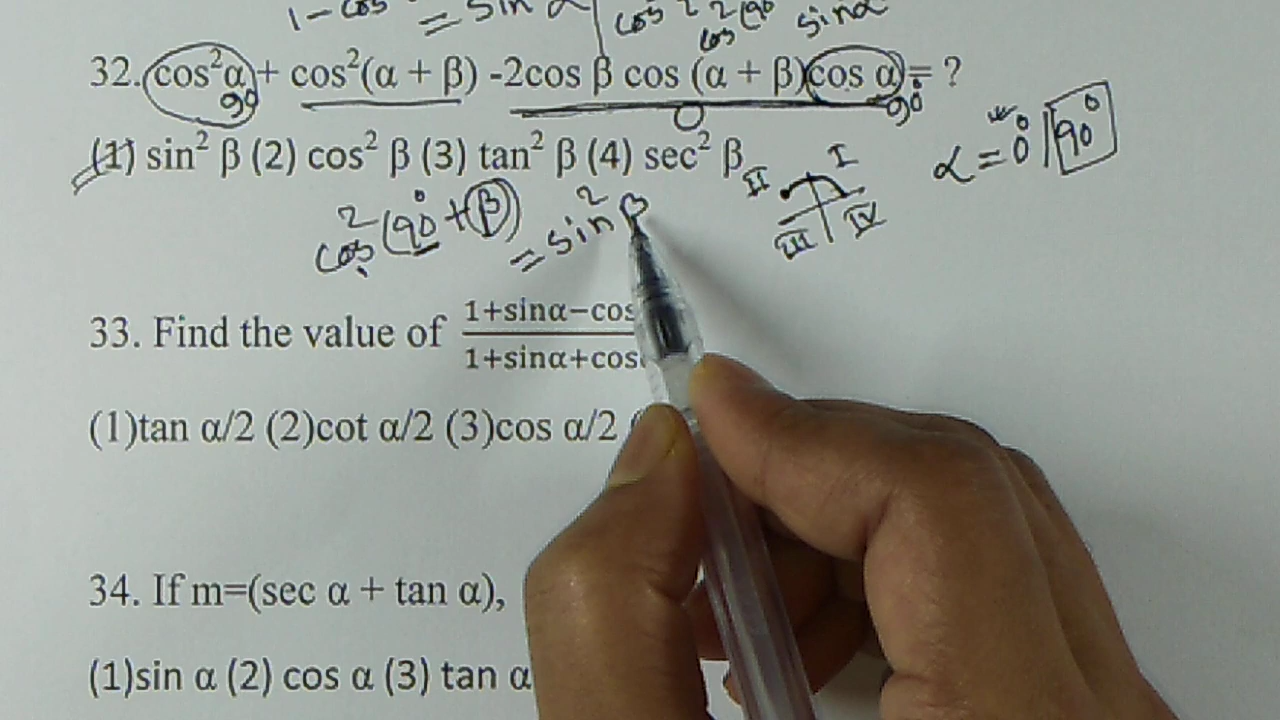 1 - cos = sin α cos² ²(90 sinα
cos
32. cos²α + cos²(α + β) -2cos β cos (α + β)cos α = ?
90 0 90°
(1) sin² β (2) cos² β (3) tan² β (4) sec² β
α = 0° | 90°
II I
III IV
cos²(90° + β) = sin² β
33. Find the value of 1+sinα−cos
1+sinα+cos
(1)tan α/2 (2)cot α/2 (3)cos α/2
34. If m=(sec α + tan α),
(1)sin α (2) cos α (3) tan α